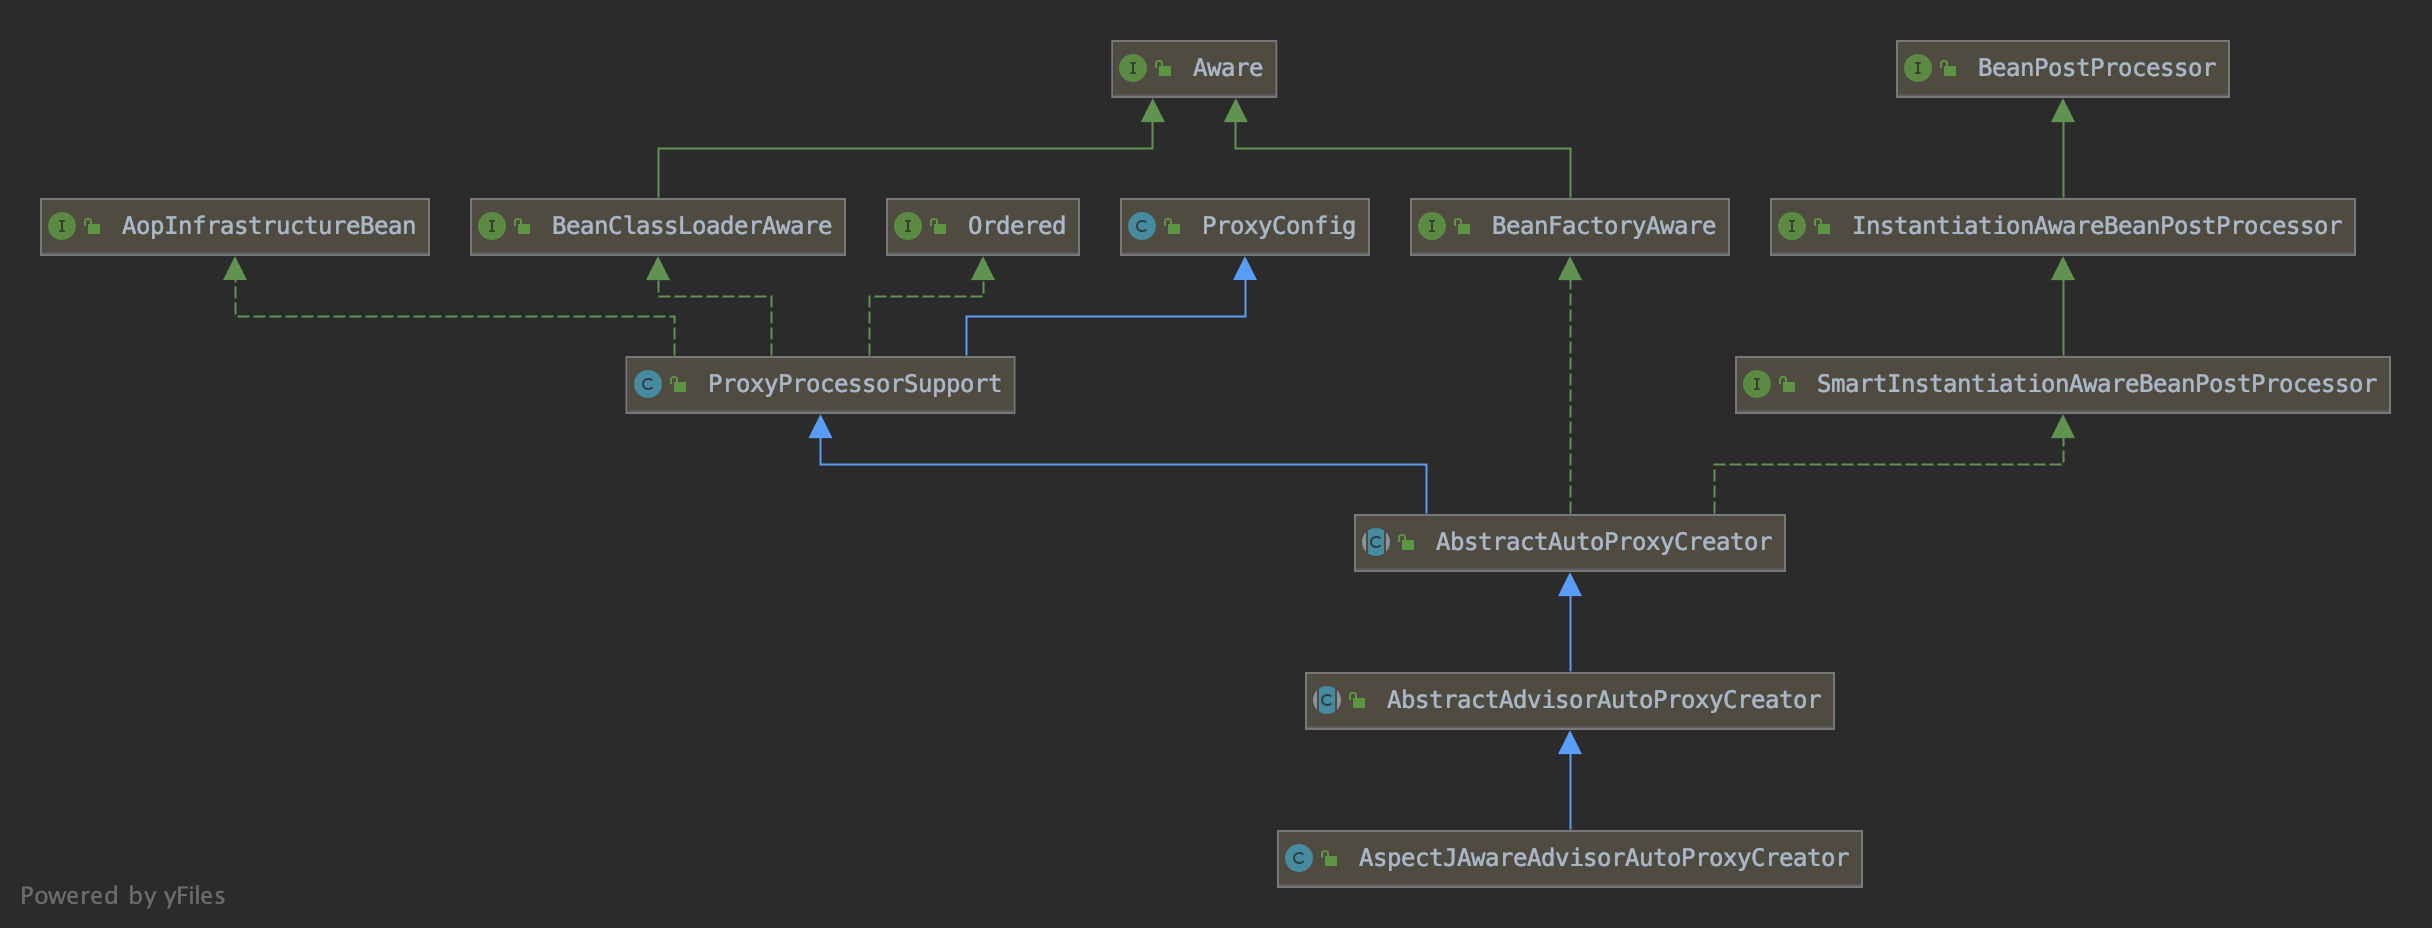 Aware
BeanPostProcessor
AopInfrastructureBean
BeanClassLoaderAware
Ordered
ProxyConfig
BeanFactoryAware
InstantiationAwareBeanPostProcessor
ProxyProcessorSupport
SmartInstantiationAwareBeanPostProcessor
AbstractAutoProxyCreator
AbstractAdvisorAutoProxyCreator
AspectJAwareAdvisorAutoProxyCreator
Powered by yFiles